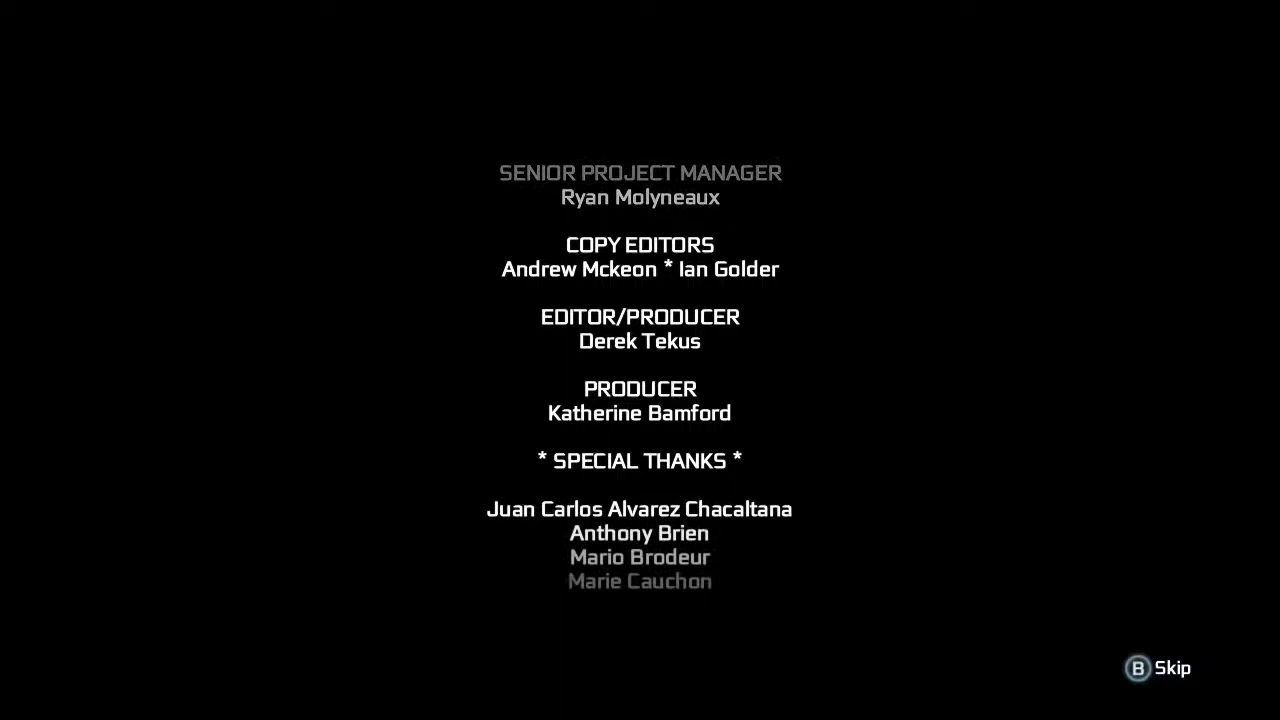 SENIOR PROJECT MANAGER
Ryan Molyneaux
COPY EDITORS
Andrew Mckeon * Ian Golder
EDITOR/PRODUCER
Derek Tekus
PRODUCER
Katherine Bamford
* SPECIAL THANKS *
Juan Carlos Alvarez Chacaltana
Anthony Brien
Mario Brodeur
Marie Cauchon
B Skip